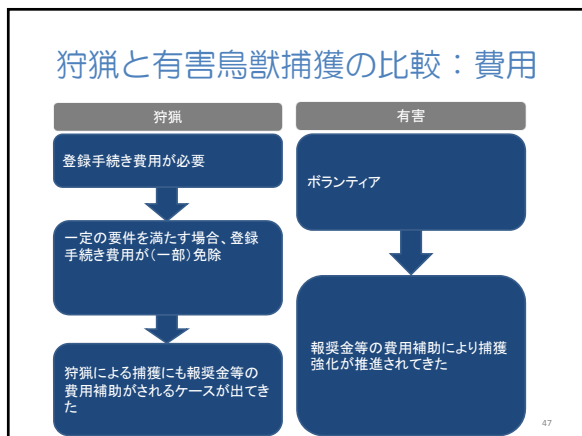 狩猟と有害鳥獣捕獲の比較：費用
狩猟
登録手続き費用が必要
一定の要件を満たす場合、登録
手続き費用が（一部）免除
狩猟による捕獲にも報奨金等の
費用補助がされるケースが出てき
た
有害
ボランティア
報奨金等の費用補助により捕獲
強化が推進されてきた
47